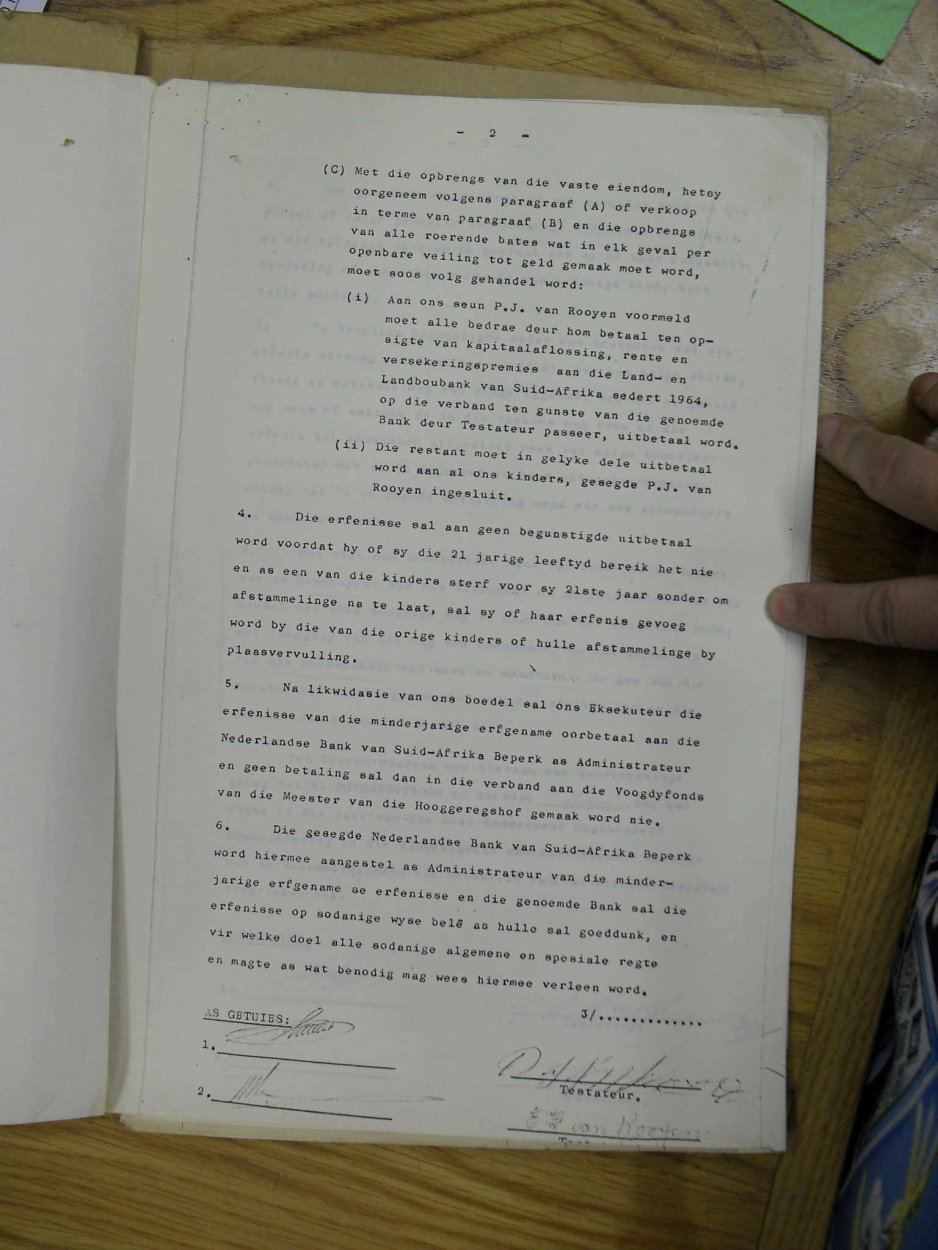 - 2 -
(C) Met die opbrengs van die vaste eiendom, hetsy
oorgeneem volgens paragraaf (A) of verkoop
in terme van paragraaf (B) en die opbrengs
van alle roerende bates wat in elk geval per
openbare veiling tot geld gemaak moet word,
moet soos volg gehandel word:
(i) Aan ons seun P.J. van Rooyen voormeld
moet alle bedrae deur hom betaal ten op-
sigte van kapitaalaflossing, rente en
versekeringspremies aan die Land- en
Landboubank van Suid-Afrika sedert 1964,
op die verband ten gunste van die genoemde
Bank deur Testateur passeer, uitbetaal word.
(ii) Die restant moet in gelyke dele uitbetaal
word aan al ons kinders, gesegde P.J. van
Rooyen ingesluit.
4. Die erfenisse sal aan geen begunstigde uitbetaal
word voordat hy of sy die 21 jarige leeftyd bereik het nie
en as een van die kinders sterf voor sy 21ste jaar sonder om
afstammelinge na te laat, sal sy of haar erfenis gevoeg
word by die van die orige kinders of hulle afstammelinge by
plaasvervulling.
5. Na likwidasie van ons boedel sal ons Eksekuteur die
erfenisse van die minderjarige erfgename oorbetaal aan die
Nederlandse Bank van Suid-Afrika Beperk as Administrateur
en geen betaling sal dan in die verband aan die Voogdyfonds
van die Meester van die Hooggeregshof gemaak word nie.
6. Die gesegde Nederlandse Bank van Suid-Afrika Beperk
word hiermee aangestel as Administrateur van die minder-
jarige erfgename se erfenisse en die genoemde Bank sal die
erfenisse op sodanige wyse belê as hulle sal goeddunk, en
vir welke doel alle sodanige algemene en spesiale regte
en magte as wat benodig mag wees hiermee verleen word.
3/.............
AS GETUIES:
1.
Testateur.
2.
van Rooyen